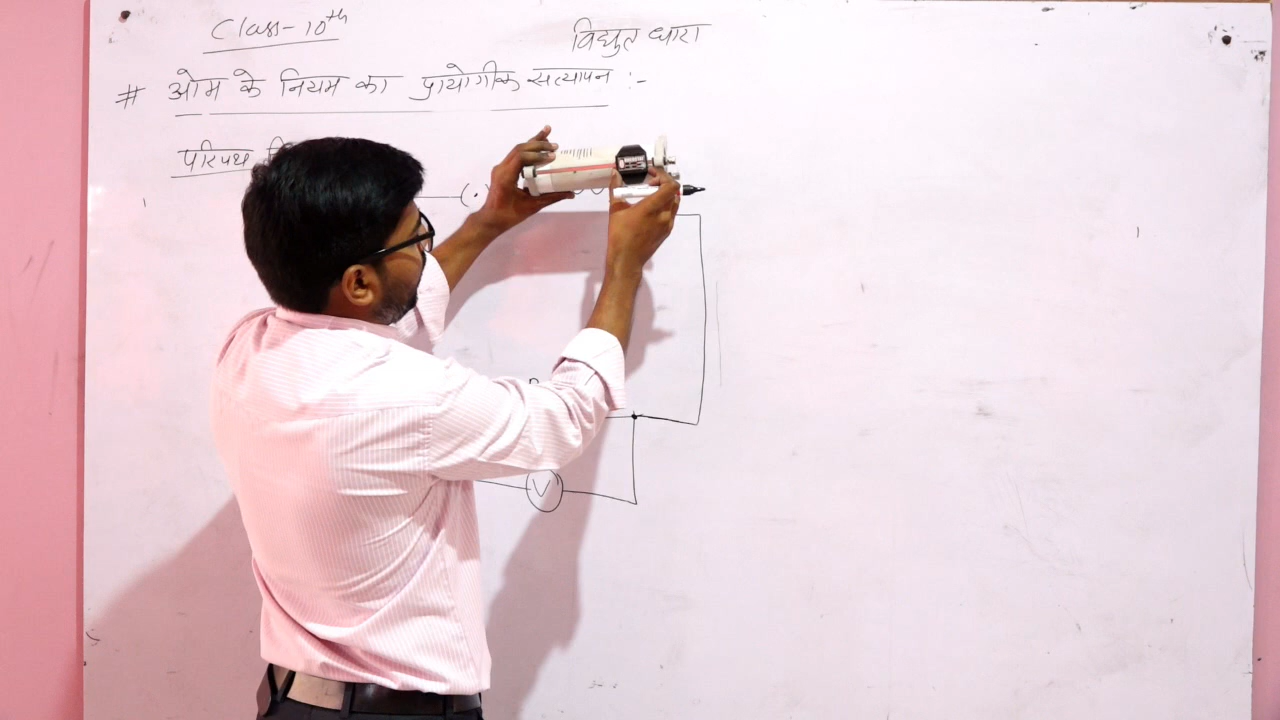 Class-10th
विद्युत धारा
# ओम के नियम का प्रायोगीक सत्यापन :-
परिपथ
(·)
V